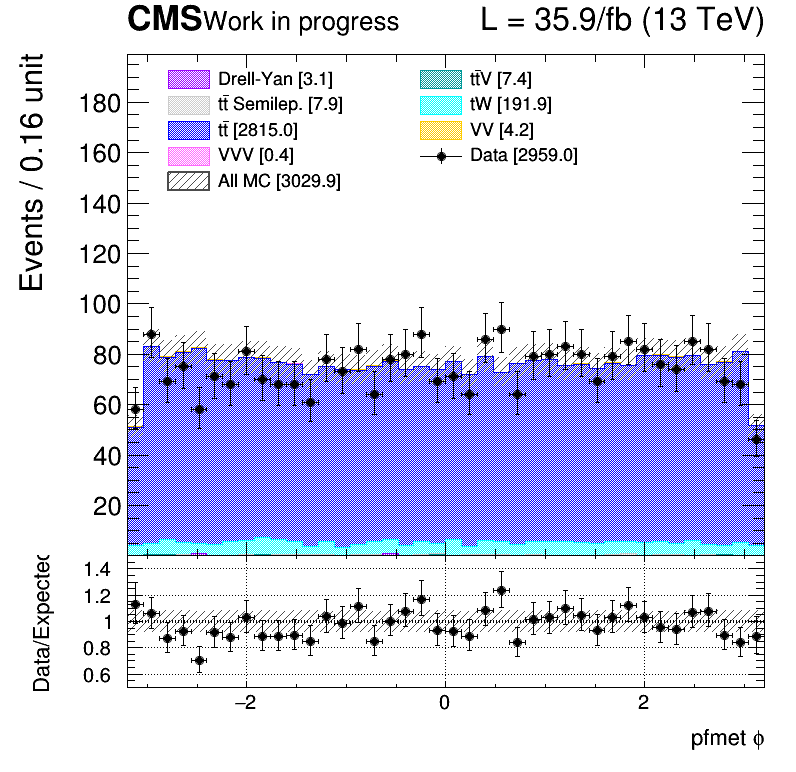 CMS Work in progress L = 35.9/fb (13 TeV)
Events / 0.16 unit
Drell-Yan [3.1]
tt̄ Semilep. [7.9]
tt̄ [2815.0]
VVV [0.4]
All MC [3029.9]
tt̄V [7.4]
tW [191.9]
VV [4.2]
Data [2959.0]
180
160
140
120
100
80
60
40
20
Data/Expected
1.4
1.2
1
0.8
0.6
−2 0 2
pfmet ϕ